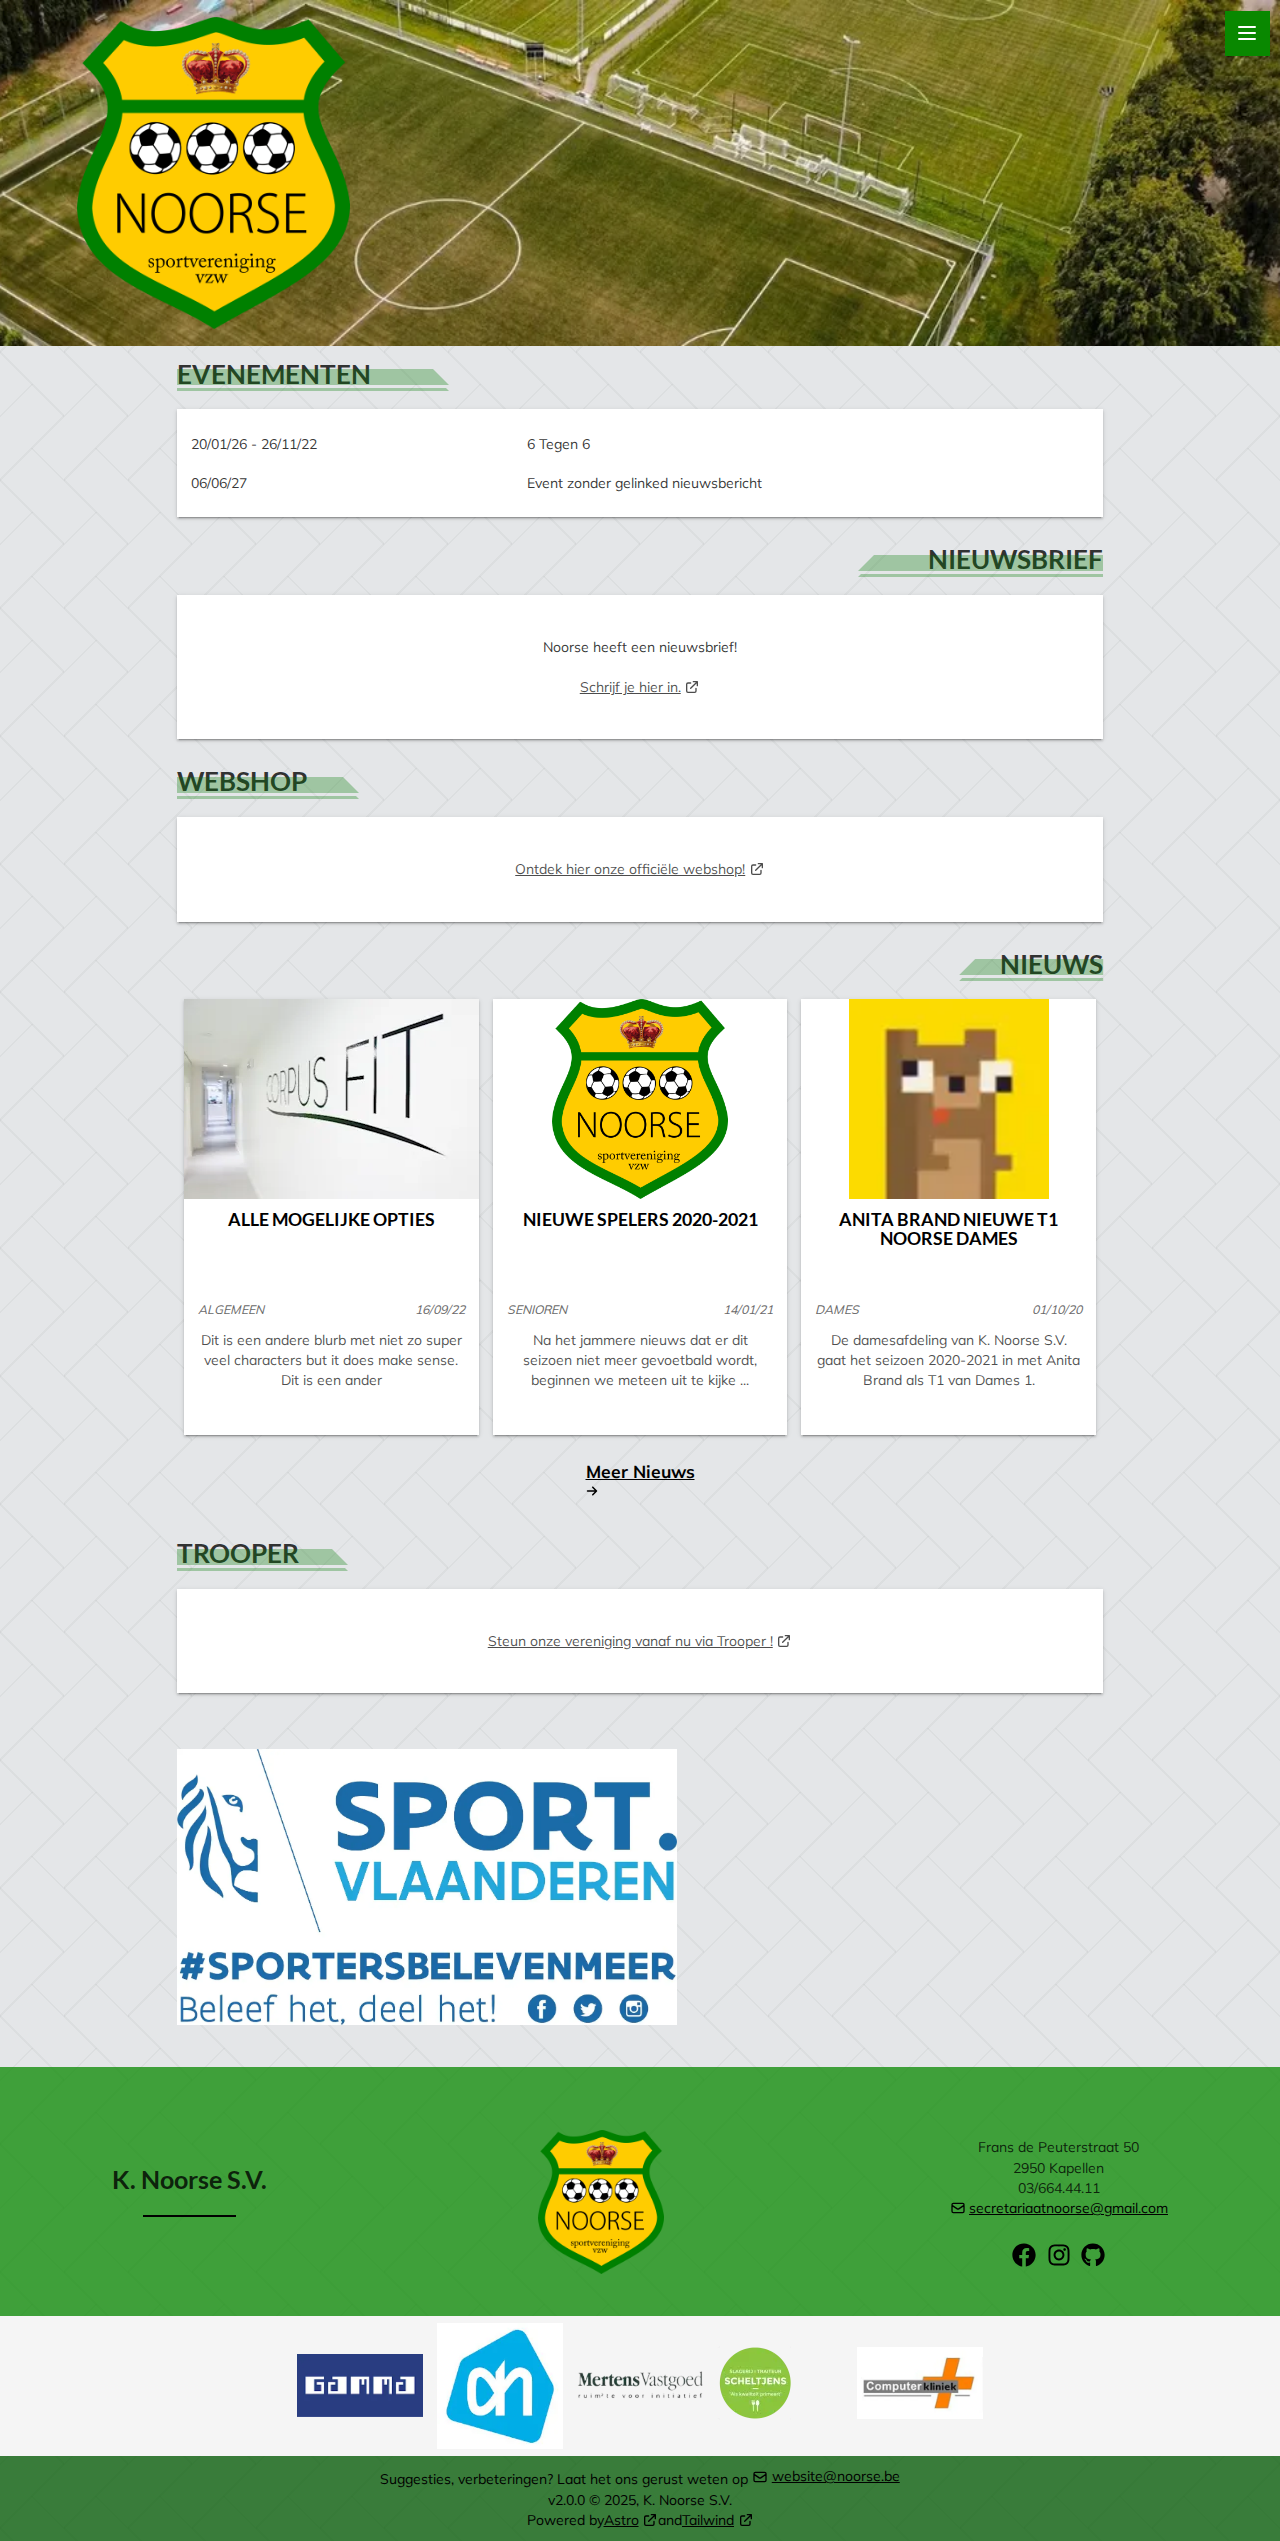 NOORSE
sportvereniging
vzw
EVENEMENTEN
20/01/26 - 26/11/22
6 Tegen 6
06/06/27
Event zonder gelinked nieuwsbericht
NIEUWSBRIEF
Noorse heeft een nieuwsbrief!
Schrijf je hier in.
WEBSHOP
Ontdek hier onze officiële webshop!
NIEUWS
CORPUS FIT
ALLE MOGELIJKE OPTIES
ALGEMEEN
16/09/22
Dit is een andere blurb met niet zo super
veel characters but it does make sense.
Dit is een ander
NOORSE
sportvereniging
vzw
NIEUWE SPELERS 2020-2021
SENIOREN
14/01/21
Na het jammere nieuws dat er dit
seizoen niet meer gevoetbald wordt,
beginnen we meteen uit te kijke ...
ANITA BRAND NIEUWE T1
NOORSE DAMES
DAMES
01/10/20
De damesafdeling van K. Noorse S.V.
gaat het seizoen 2020-2021 in met Anita
Brand als T1 van Dames 1.
Meer Nieuws
TROOPER
Steun onze vereniging vanaf nu via Trooper !
SPORT.
VLAANDEREN
#SPORTERSBELEVENMEER
Beleef het, deel het!
K. Noorse S.V.
NOORSE
sportvereniging
vzw
Frans de Peuterstraat 50
2950 Kapellen
03/664.44.11
secretariaatnoorse@gmail.com
GAMMA
ah
MertensVastgoed
ruimte voor initiatief
SLAGERIJ | TRAITEUR
SCHELTJENS
Computer kliniek
Suggesties, verbeteringen? Laat het ons gerust weten op website@noorse.be
v2.0.0 © 2025, K. Noorse S.V.
Powered byAstro andTailwind